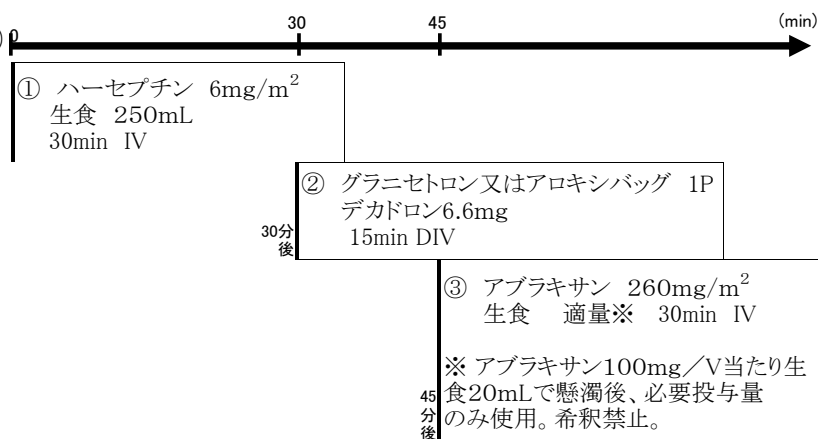 0 30 45 (min)
① ハーセプチン 6mg/m²
生食 250mL
30min IV
② グラニセトロン又はアロキシバッグ 1P
デカドロン6.6mg
15min DIV
30分
後
③ アブラキサン 260mg/m²
生食 適量※ 30min IV
※ アブラキサン100mg/V当たり生
食20mLで懸濁後、必要投与量
のみ使用。希釈禁止。
45
分
後